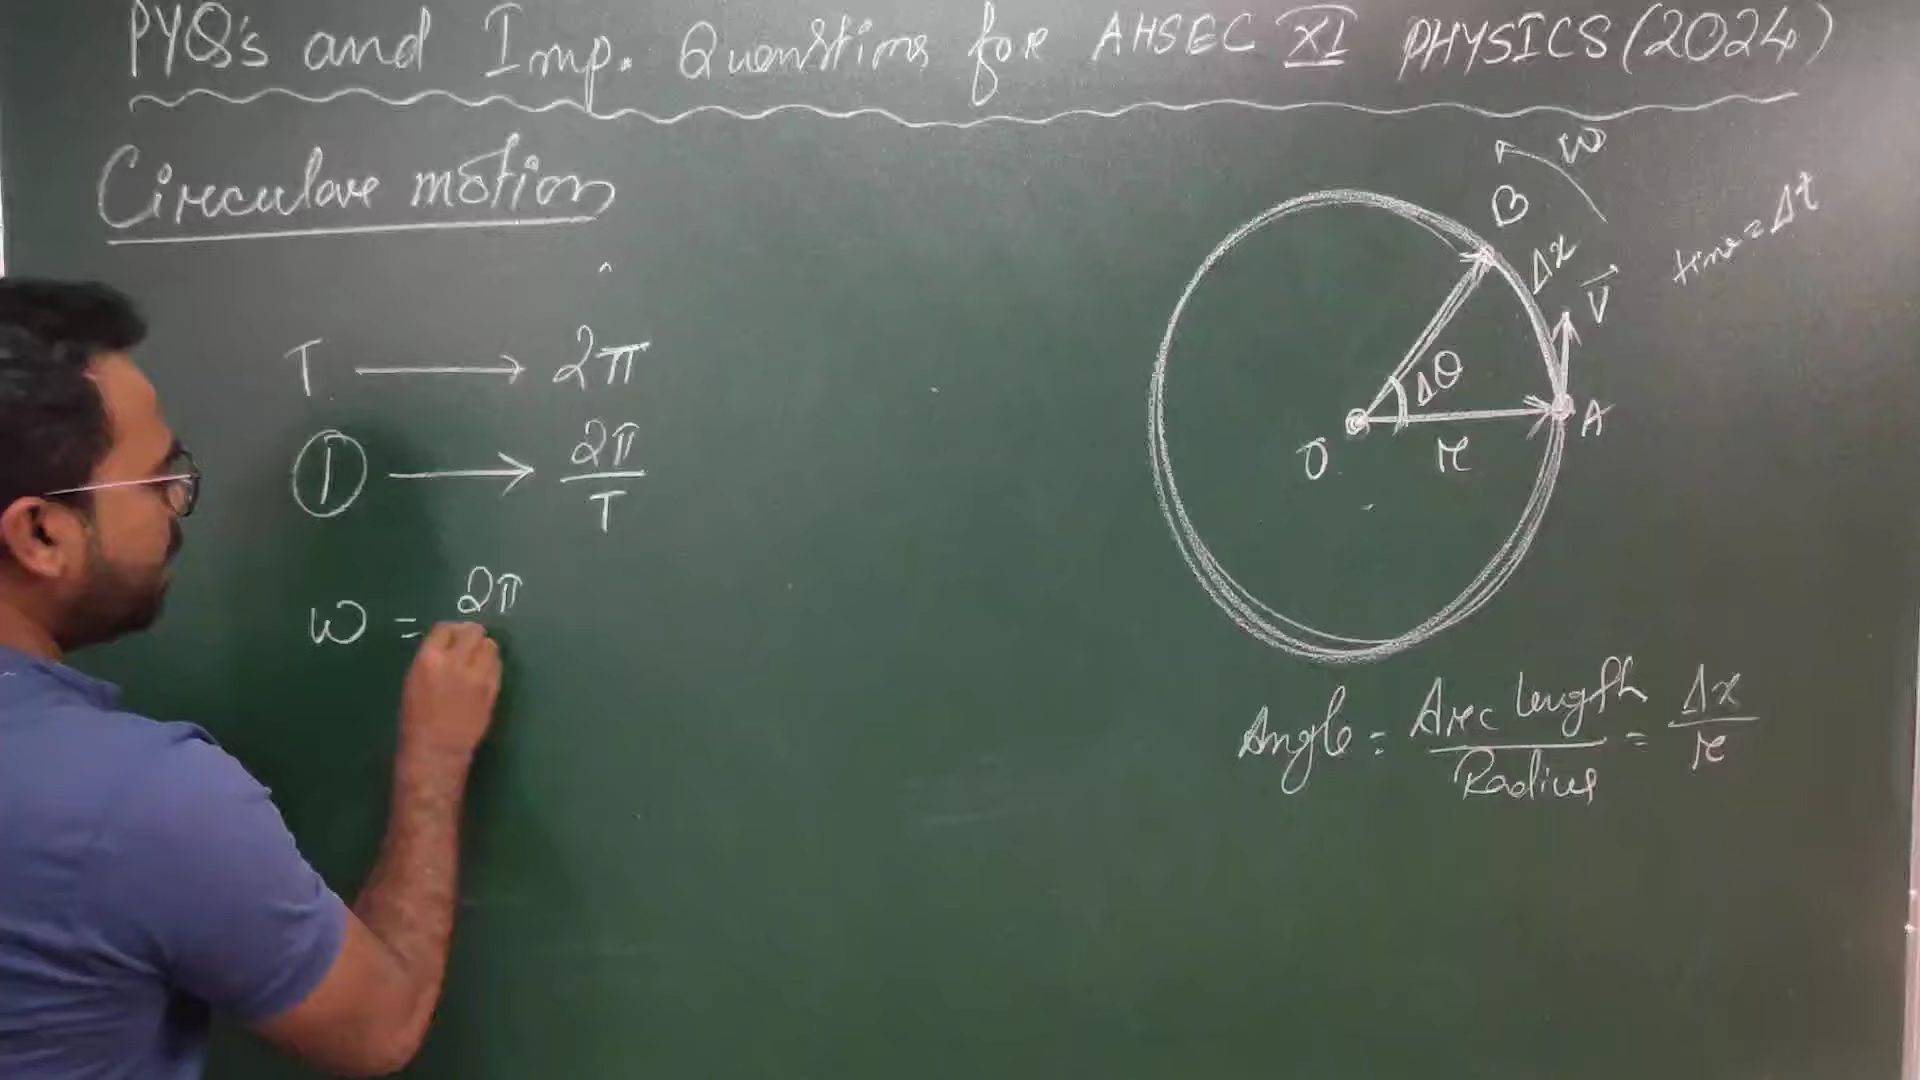 PYQ's and Imp. Quenstions for AHSEC XI PHYSICS (2024)
Circular motion
T → 2π
① → 2π/T
ω = 2π
ω
B
Δx
V⃗
time = Δt
Δθ
A
O
r
Angle = Arc length/Radius = Δx/r